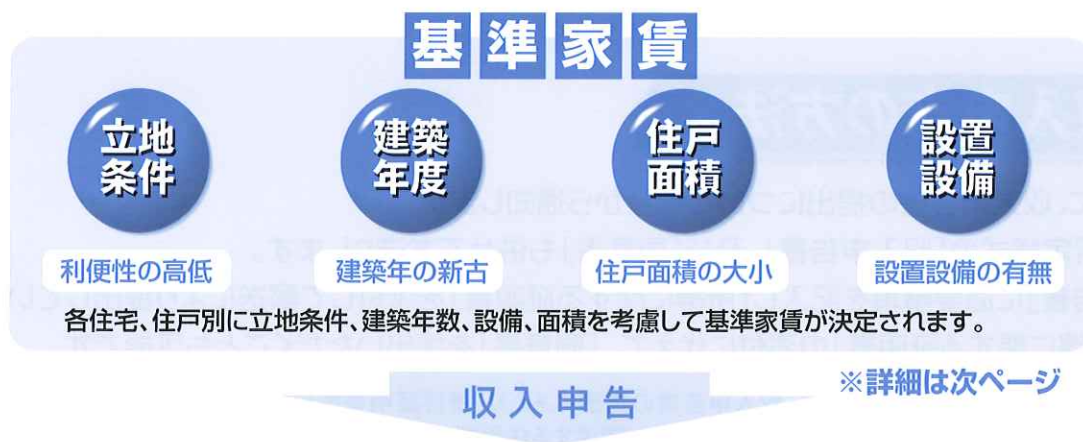 基準家賃
立地
条件
建築
年度
住戸
面積
設置
設備
利便性の高低
建築年の新古
住戸面積の大小
設置設備の有無
各住宅、住戸別に立地条件、建築年数、設備、面積を考慮して基準家賃が決定されます。
※詳細は次ページ
収入申告